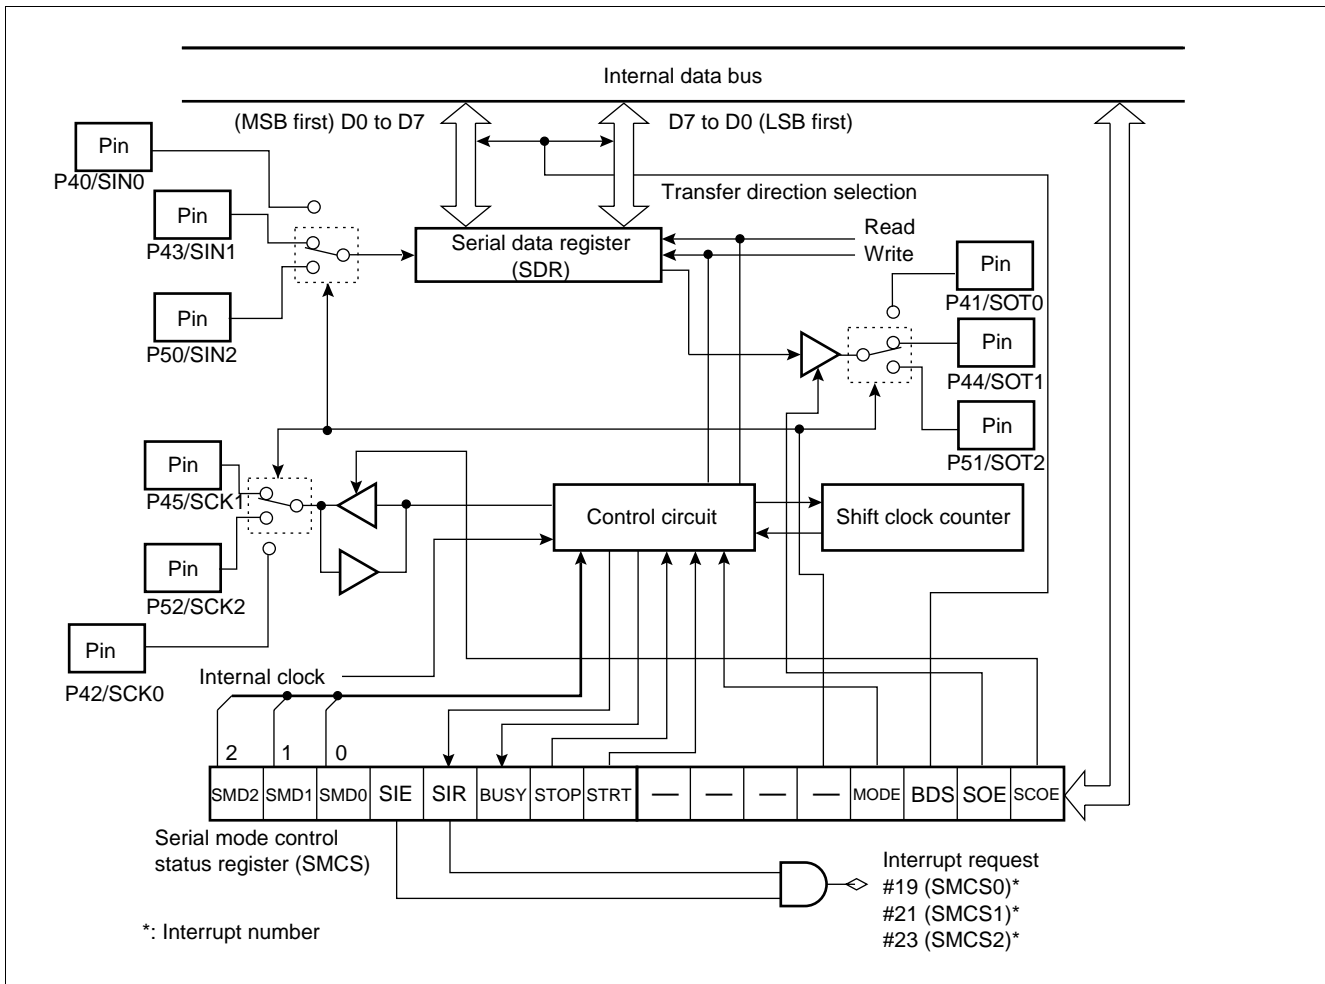 Internal data bus
(MSB first) D0 to D7
D7 to D0 (LSB first)
Pin
P40/SIN0
Transfer direction selection
Pin
P43/SIN1
Serial data register
(SDR)
Read
Write
Pin
P41/SOT0
Pin
P50/SIN2
Pin
P44/SOT1
Pin
P51/SOT2
Pin
P45/SCK1
Control circuit
Shift clock counter
Pin
P52/SCK2
Pin
P42/SCK0
Internal clock
2 1 0
SMD2 SMD1 SMD0 SIE SIR BUSY STOP STRT — — — — MODE BDS SOE SCOE
Serial mode control
status register (SMCS)
Interrupt request
#19 (SMCS0)*
#21 (SMCS1)*
#23 (SMCS2)*
*: Interrupt number